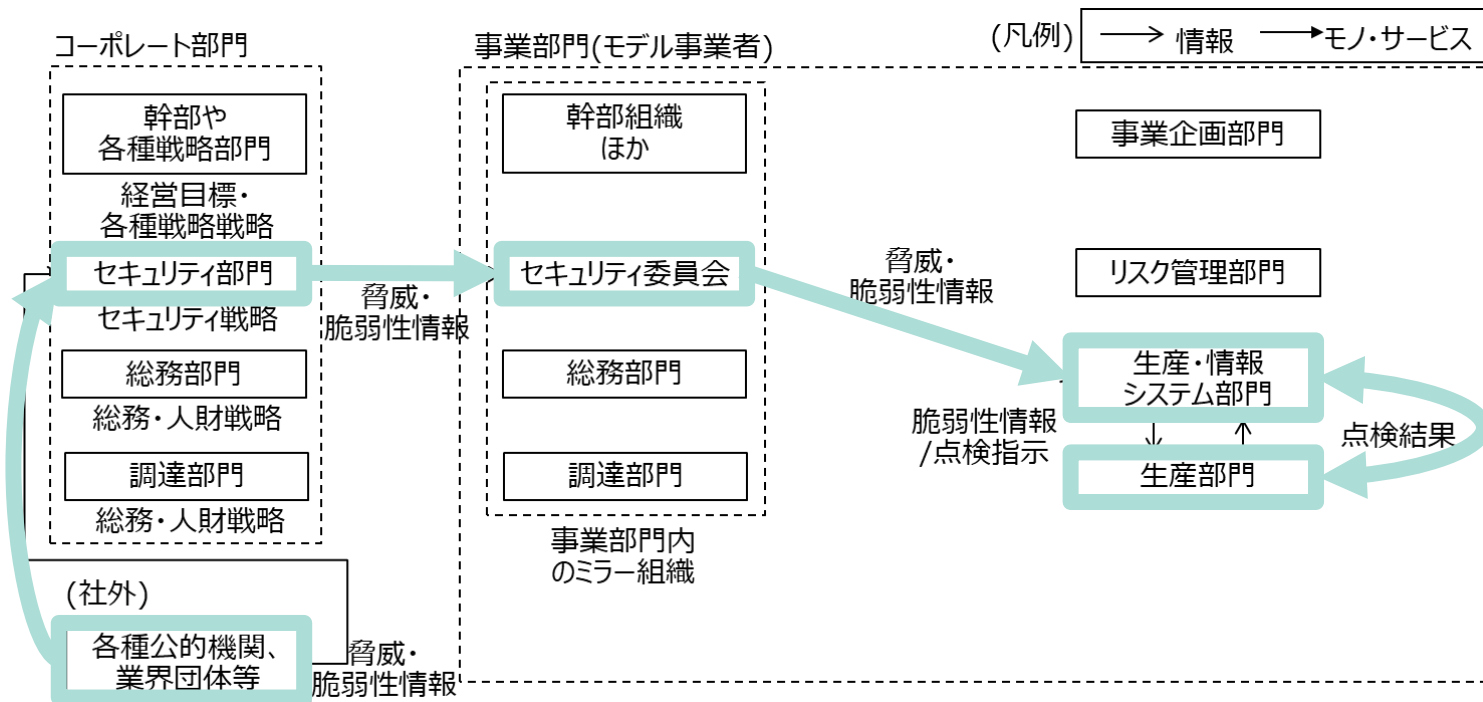 コーポレート部門
幹部や
各種戦略部門
経営目標・
各種戦略戦略
セキュリティ部門
セキュリティ戦略
総務部門
総務・人財戦略
調達部門
総務・人財戦略
(社外)
各種公的機関、
業界団体等
脅威・
脆弱性情報
脅威・
脆弱性情報
事業部門(モデル事業者)
幹部組織
ほか
セキュリティ委員会
総務部門
調達部門
事業部門内
のミラー組織
脅威・
脆弱性情報
(凡例)
情報
モノ・サービス
事業企画部門
リスク管理部門
生産・情報
システム部門
脆弱性情報
/点検指示
点検結果
生産部門